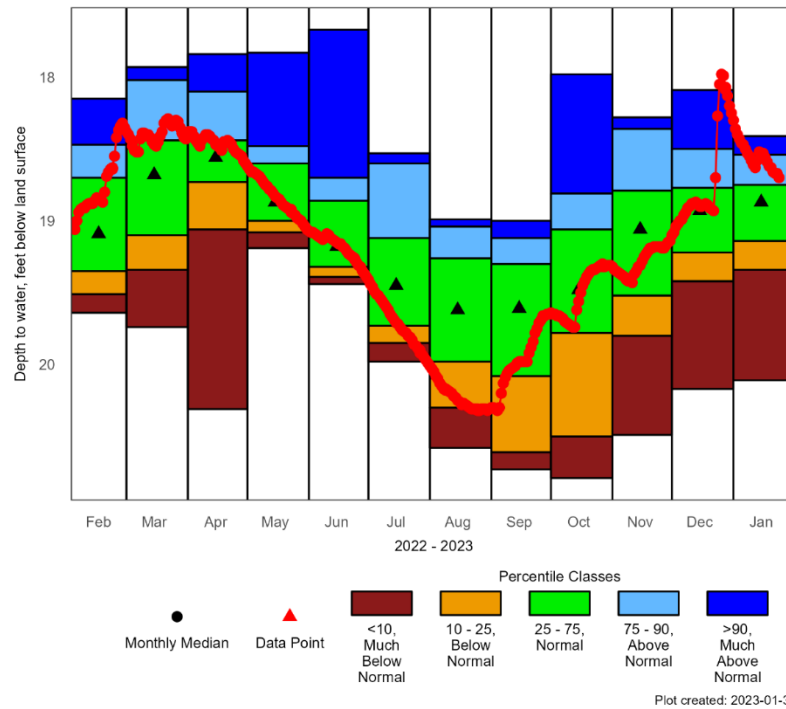 18
19
20
Depth to water, feet below land surface
Feb Mar Apr May Jun Jul Aug Sep Oct Nov Dec Jan
2022 - 2023
Percentile Classes
Monthly Median
Data Point
<10,
Much
Below
Normal
10 - 25,
Below
Normal
25 - 75,
Normal
75 - 90,
Above
Normal
>90,
Much
Above
Normal
Plot created: 2023-01-3